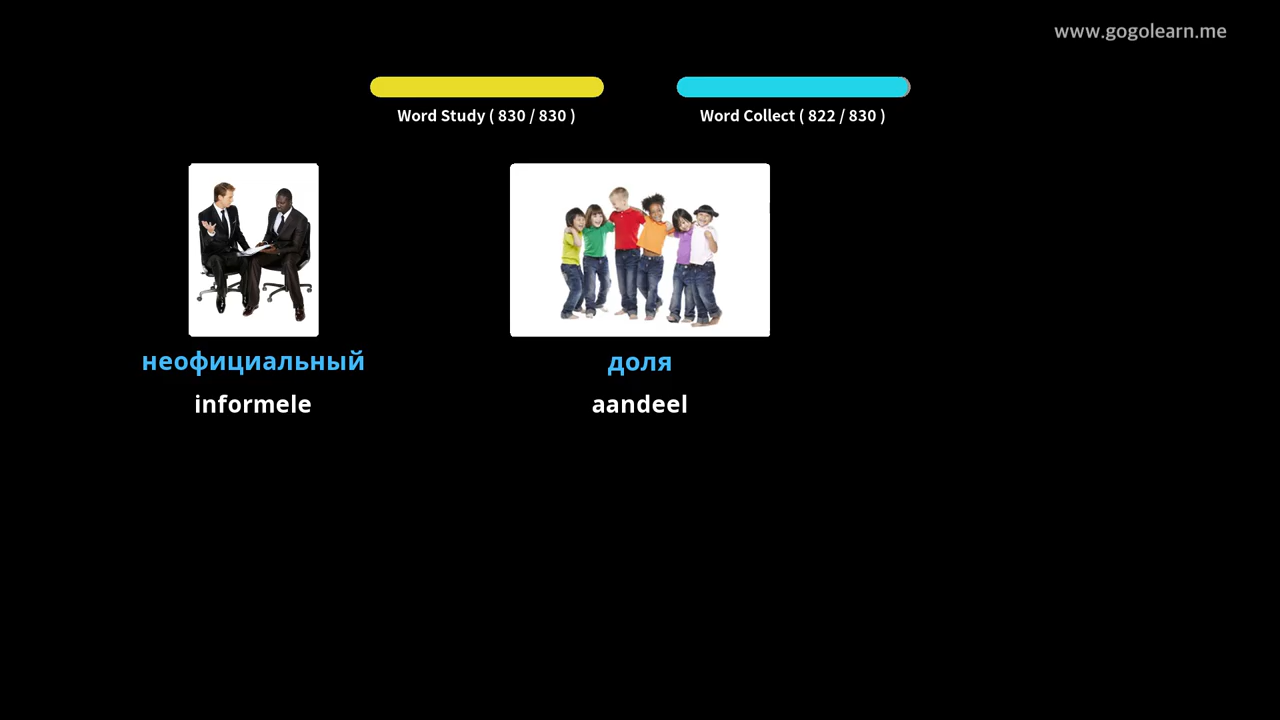 www.gogolearn.me
Word Study ( 830 / 830 )
Word Collect ( 822 / 830 )
неофициальный
доля
informele
aandeel